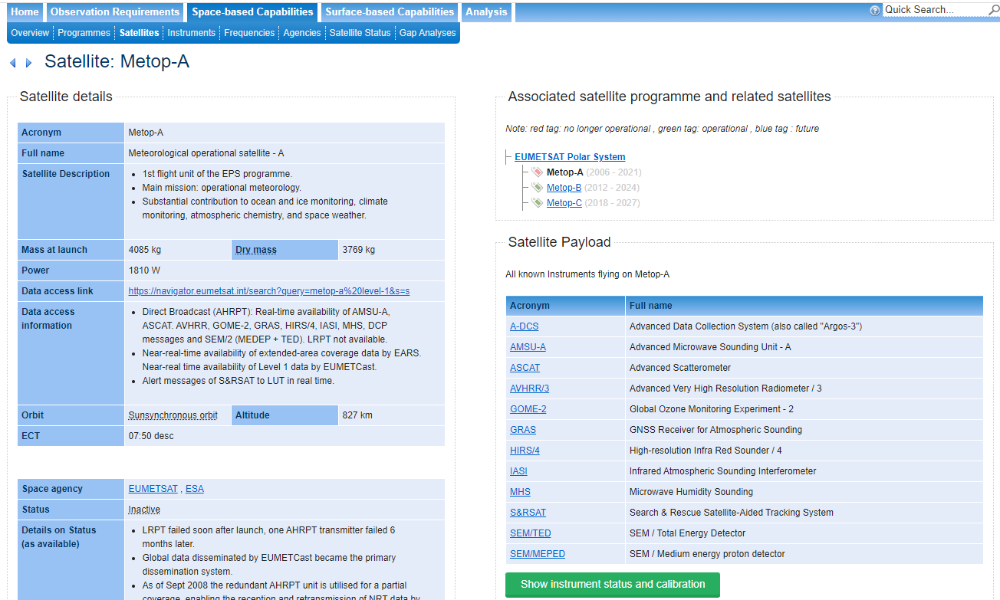 Home Observation Requirements Space-based Capabilities Surface-based Capabilities Analysis Quick Search...
Overview Programmes Satellites Instruments Frequencies Agencies Satellite Status Gap Analyses
Satellite: Metop-A
Satellite details
Acronym Metop-A
Full name Meteorological operational satellite - A
Satellite Description • 1st flight unit of the EPS programme.
• Main mission: operational meteorology.
• Substantial contribution to ocean and ice monitoring, climate
monitoring, atmospheric chemistry, and space weather.
Mass at launch 4085 kg Dry mass 3769 kg
Power 1810 W
Data access link https://navigator.eumetsat.int/search?query=metop-a%20level-1&s=s
Data access • Direct Broadcast (AHRPT): Real-time availability of AMSU-A,
information ASCAT. AVHRR, GOME-2, GRAS, HIRS/4, IASI, MHS, DCP
messages and SEM/2 (MEDEP + TED). LRPT not available.
• Near-real-time availability of extended-area coverage data by EARS.
Near-real time availability of Level 1 data by EUMETCast.
• Alert messages of S&RSAT to LUT in real time.
Orbit Sunsynchronous orbit Altitude 827 km
ECT 07:50 desc
Space agency EUMETSAT , ESA
Status Inactive
Details on Status • LRPT failed soon after launch, one AHRPT transmitter failed 6
(as available) months later.
• Global data disseminated by EUMETCast became the primary
dissemination system.
• As of Sept 2008 the redundant AHRPT unit is utilised for a partial
coverage, enabling the reception and retransmission of NRT data by
Associated satellite programme and related satellites
Note: red tag: no longer operational , green tag: operational , blue tag : future
EUMETSAT Polar System
Metop-A (2006 - 2021)
Metop-B (2012 - 2024)
Metop-C (2018 - 2027)
Satellite Payload
All known Instruments flying on Metop-A
Acronym Full name
A-DCS Advanced Data Collection System (also called "Argos-3")
AMSU-A Advanced Microwave Sounding Unit - A
ASCAT Advanced Scatterometer
AVHRR/3 Advanced Very High Resolution Radiometer / 3
GOME-2 Global Ozone Monitoring Experiment - 2
GRAS GNSS Receiver for Atmospheric Sounding
HIRS/4 High-resolution Infra Red Sounder / 4
IASI Infrared Atmospheric Sounding Interferometer
MHS Microwave Humidity Sounding
S&RSAT Search & Rescue Satellite-Aided Tracking System
SEM/TED SEM / Total Energy Detector
SEM/MEPED SEM / Medium energy proton detector
Show instrument status and calibration